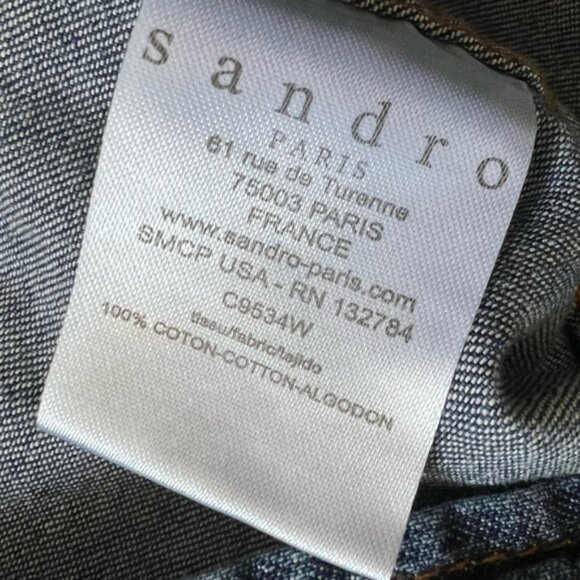 sandro
PARIS
61 rue de Turenne
75003 PARIS
FRANCE
www.sandro-paris.com
SMCP USA - RN 132784
C9534W
tissu/fabric/tejido
100% COTON-COTTON-ALGODON